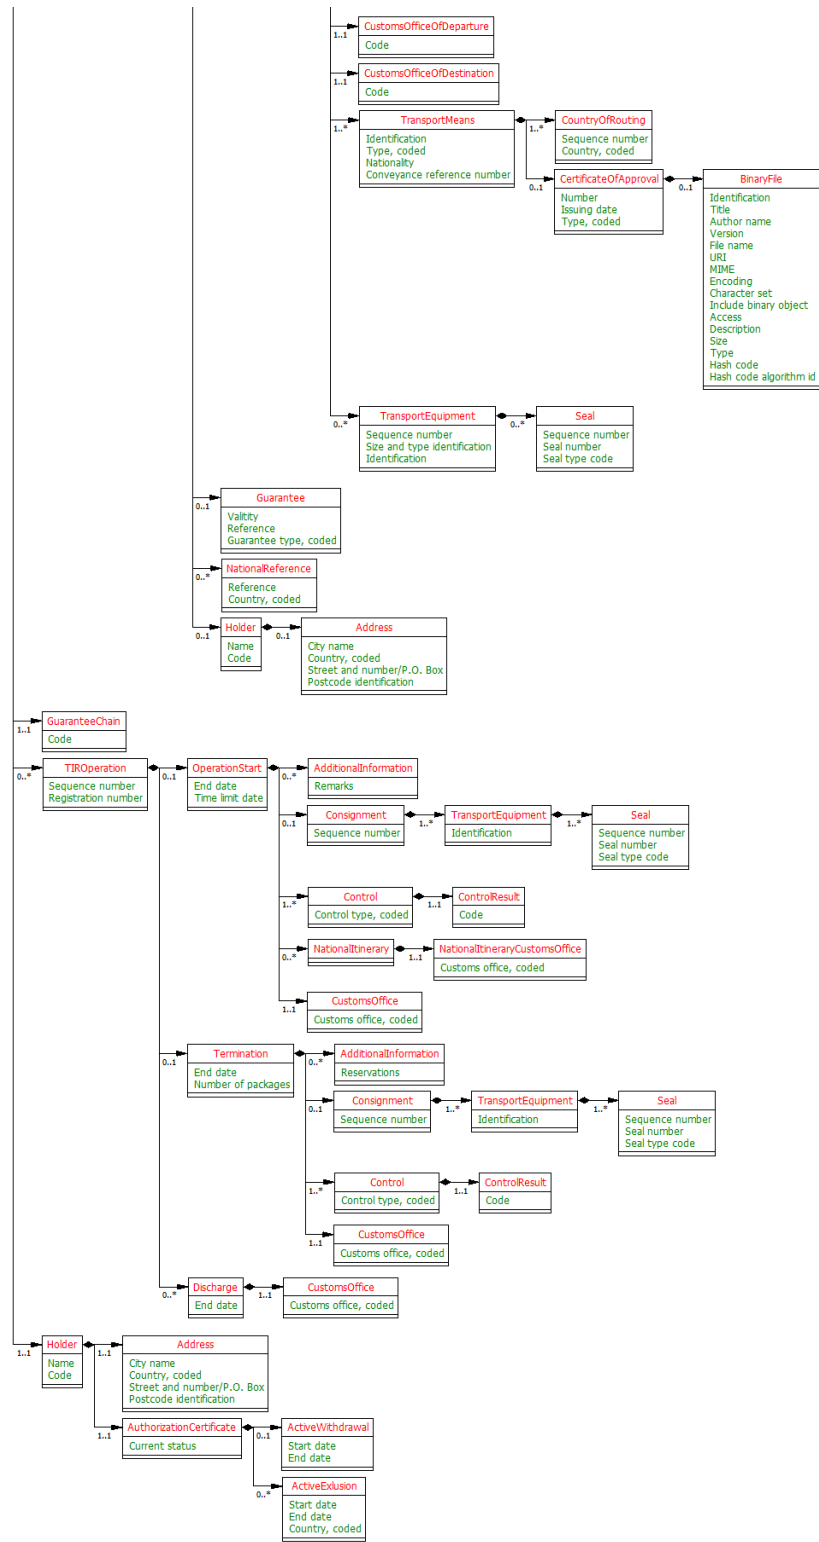 CustomsOfficeOfDeparture
1..1
Code
CustomsOfficeOfDestination
1..1
Code
TransportMeans
1..*
Identification
Type, coded
Nationality
Conveyance reference number
CountryOfRouting
1..*
Sequence number
Country, coded
CertificateOfApproval
0..1
Number
Issuing date
Type, coded
BinaryFile
0..1
Identification
Title
Author name
Version
File name
URI
MIME
Encoding
Character set
Include binary object
Access
Description
Size
Type
Hash code
Hash code algorithm id
TransportEquipment
0..*
Sequence number
Size and type identification
Identification
Seal
0..*
Sequence number
Seal number
Seal type code
Guarantee
0..1
Valitity
Reference
Guarantee type, coded
NationalReference
0..*
Reference
Country, coded
Holder
0..1
Name
Code
Address
0..1
City name
Country, coded
Street and number/P.O. Box
Postcode identification
GuaranteeChain
1..1
Code
TIROperation
0..*
Sequence number
Registration number
OperationStart
0..1
End date
Time limit date
AdditionalInformation
0..*
Remarks
Consignment
0..1
Sequence number
TransportEquipment
1..*
Identification
Seal
1..*
Sequence number
Seal number
Seal type code
Control
1..*
Control type, coded
ControlResult
1..1
Code
NationalItinerary
0..*
NationalItineraryCustomsOffice
1..1
Customs office, coded
CustomsOffice
1..1
Customs office, coded
Termination
0..1
End date
Number of packages
AdditionalInformation
0..*
Reservations
Consignment
0..1
Sequence number
TransportEquipment
1..*
Identification
Seal
1..*
Sequence number
Seal number
Seal type code
Control
1..*
Control type, coded
ControlResult
1..1
Code
CustomsOffice
1..1
Customs office, coded
Discharge
0..*
End date
CustomsOffice
1..1
Customs office, coded
Holder
1..1
Name
Code
Address
1..1
City name
Country, coded
Street and number/P.O. Box
Postcode identification
AuthorizationCertificate
1..1
Current status
ActiveWithdrawal
0..1
Start date
End date
ActiveExlusion
0..*
Start date
End date
Country, coded